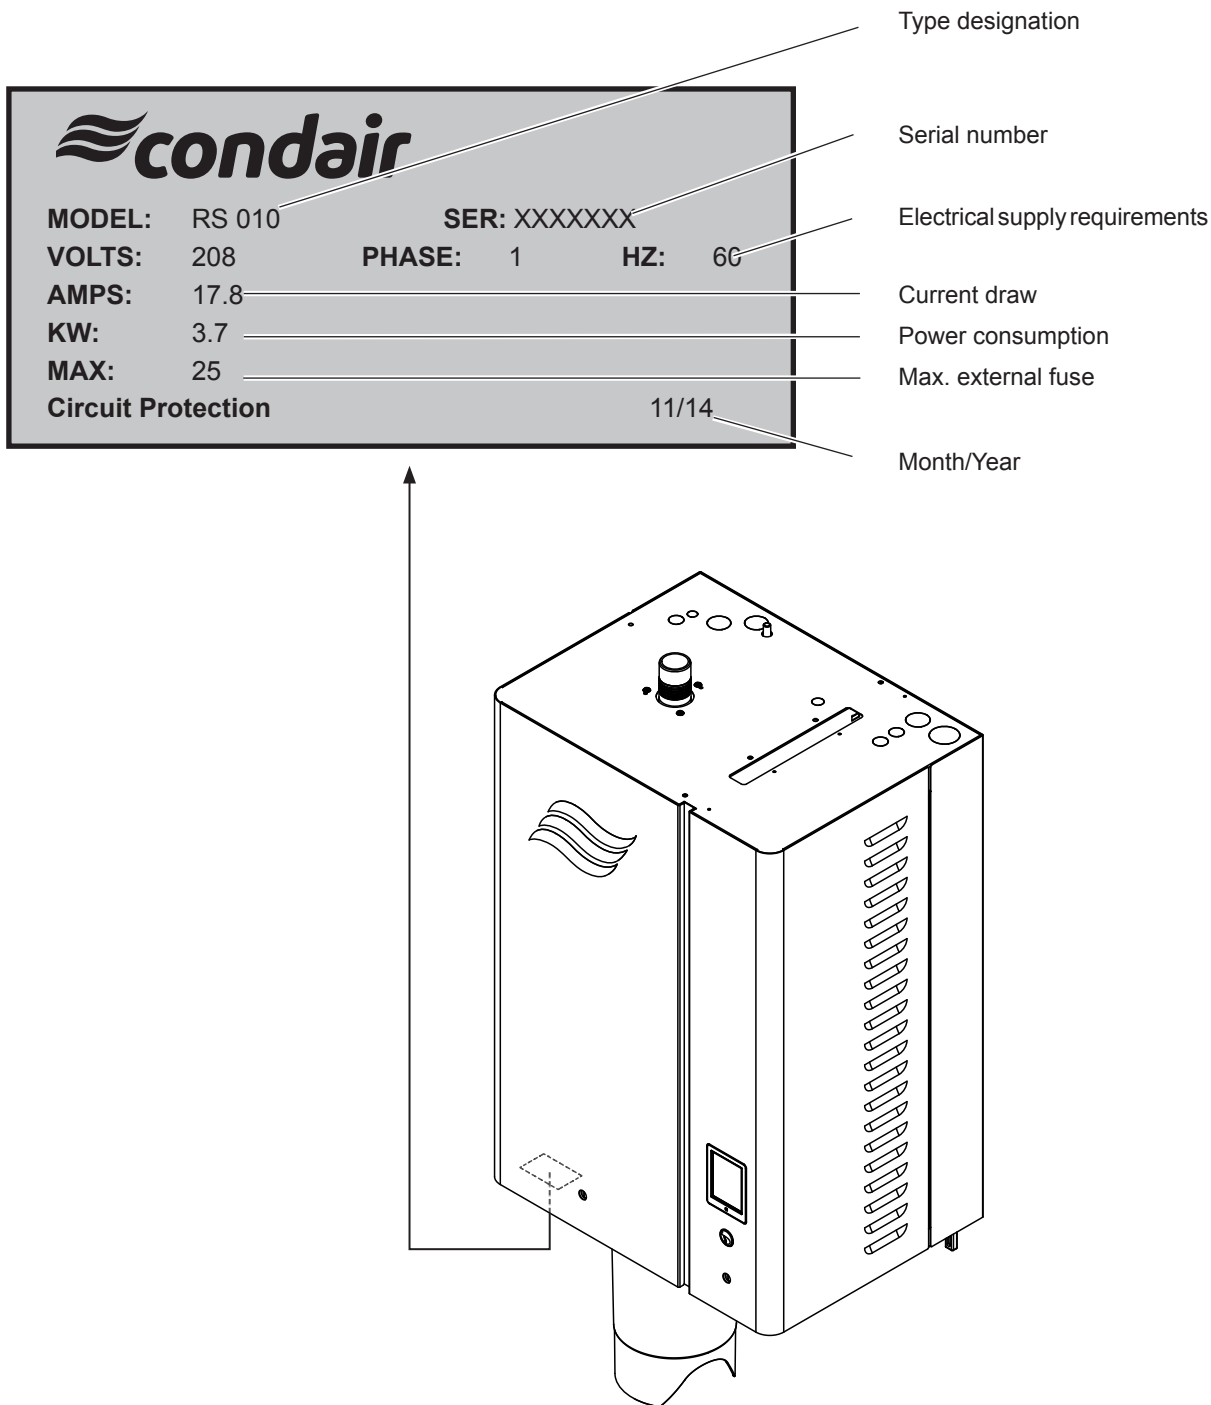 Type designation
condair
Serial number
MODEL: RS 010 SER: XXXXXXX
Electrical supply requirements
VOLTS: 208 PHASE: 1 HZ: 60
AMPS: 17.8
Current draw
KW: 3.7
Power consumption
MAX: 25
Max. external fuse
Circuit Protection 11/14
Month/Year